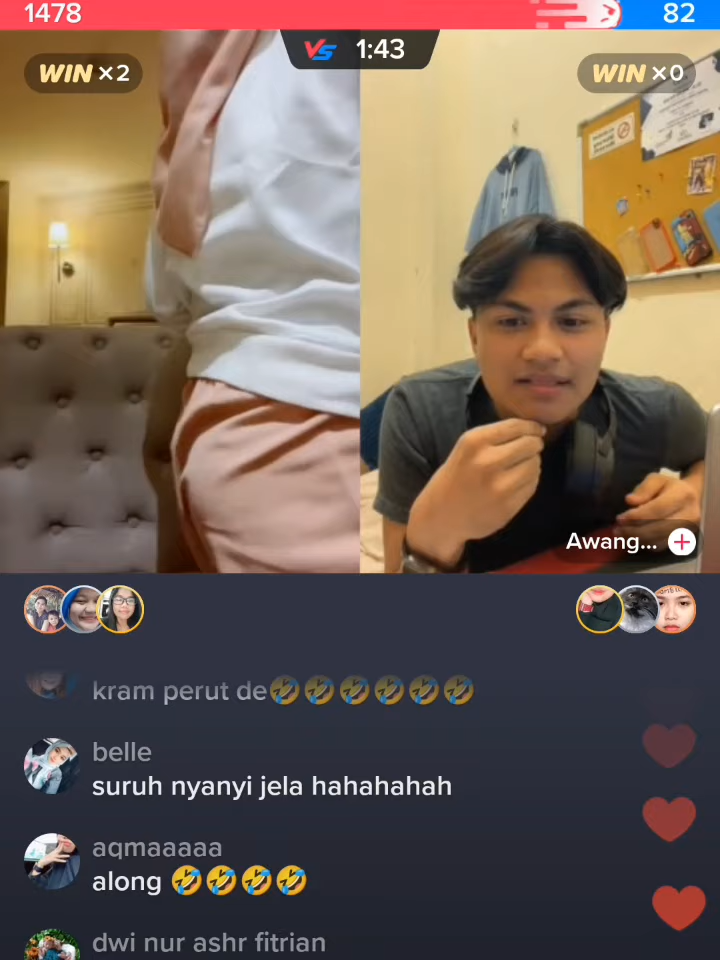 1478
82
VS 1:43
WIN ×2
WIN ×0
Awang...
kram perut de🤣🤣🤣🤣🤣🤣
belle
suruh nyanyi jela hahahahah
aqmaaaaa
along 🤣🤣🤣🤣
dwi nur ashr fitrian